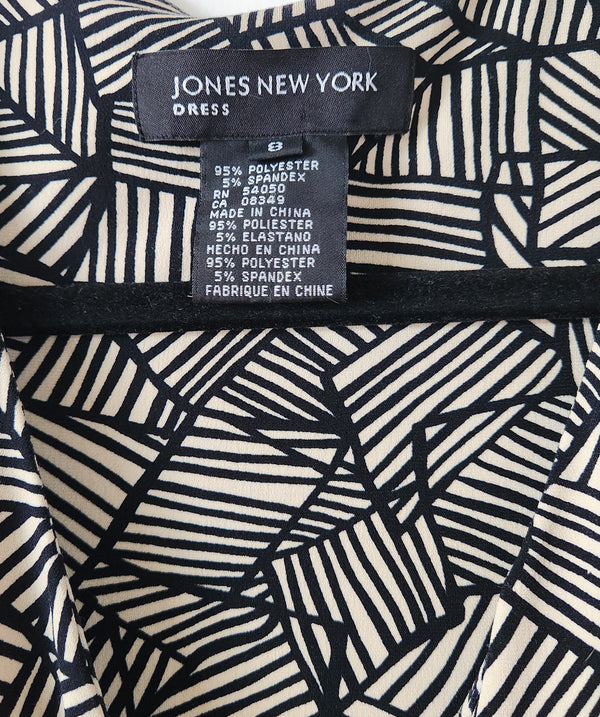 JONES NEW YORK
DRESS
8
95% POLYESTER
5% SPANDEX
RN 54050
CA 08349
MADE IN CHINA
95% POLIESTER
5% ELASTANO
HECHO EN CHINA
95% POLYESTER
5% SPANDEX
FABRIQUE EN CHINE